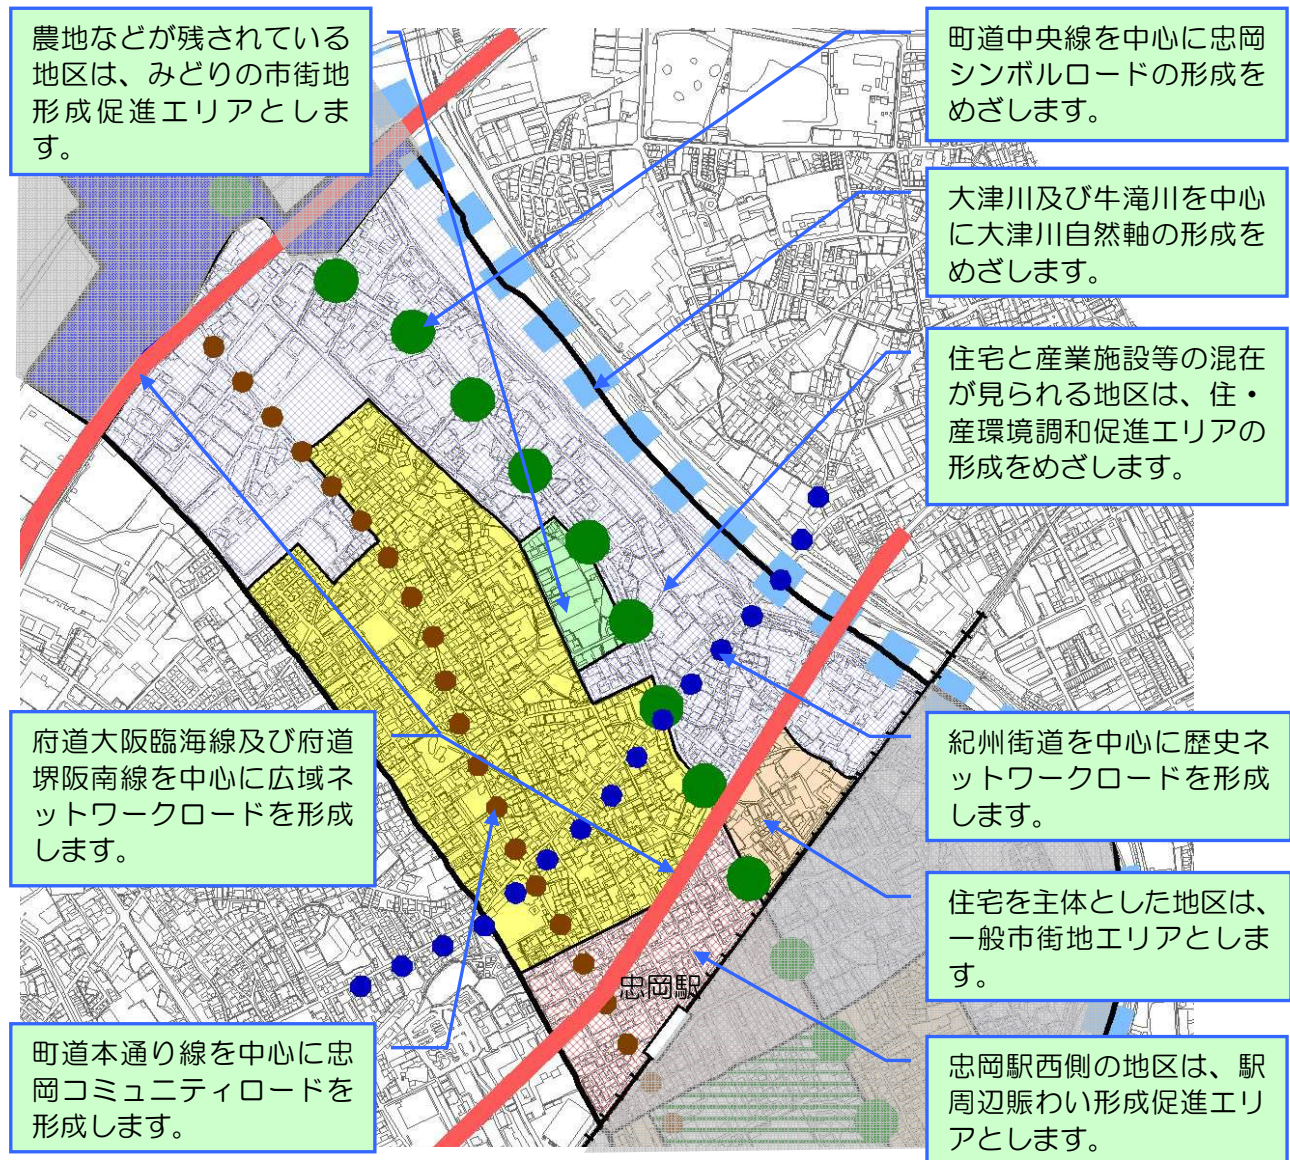 農地などが残されている
地区は、みどりの市街地
形成促進エリアとしま
す。
町道中央線を中心に忠岡
シンボルロードの形成を
めざします。
大津川及び牛滝川を中心
に大津川自然軸の形成を
めざします。
住宅と産業施設等の混在
が見られる地区は、住・
産環境調和促進エリアの
形成をめざします。
府道大阪臨海線及び府道
堺阪南線を中心に広域ネ
ットワークロードを形成
します。
紀州街道を中心に歴史ネ
ットワークロードを形成
します。
住宅を主体とした地区は、
一般市街地エリアとしま
す。
忠岡駅
町道本通り線を中心に忠
岡コミュニティロードを
形成します。
忠岡駅西側の地区は、駅
周辺賑わい形成促進エリ
アとします。